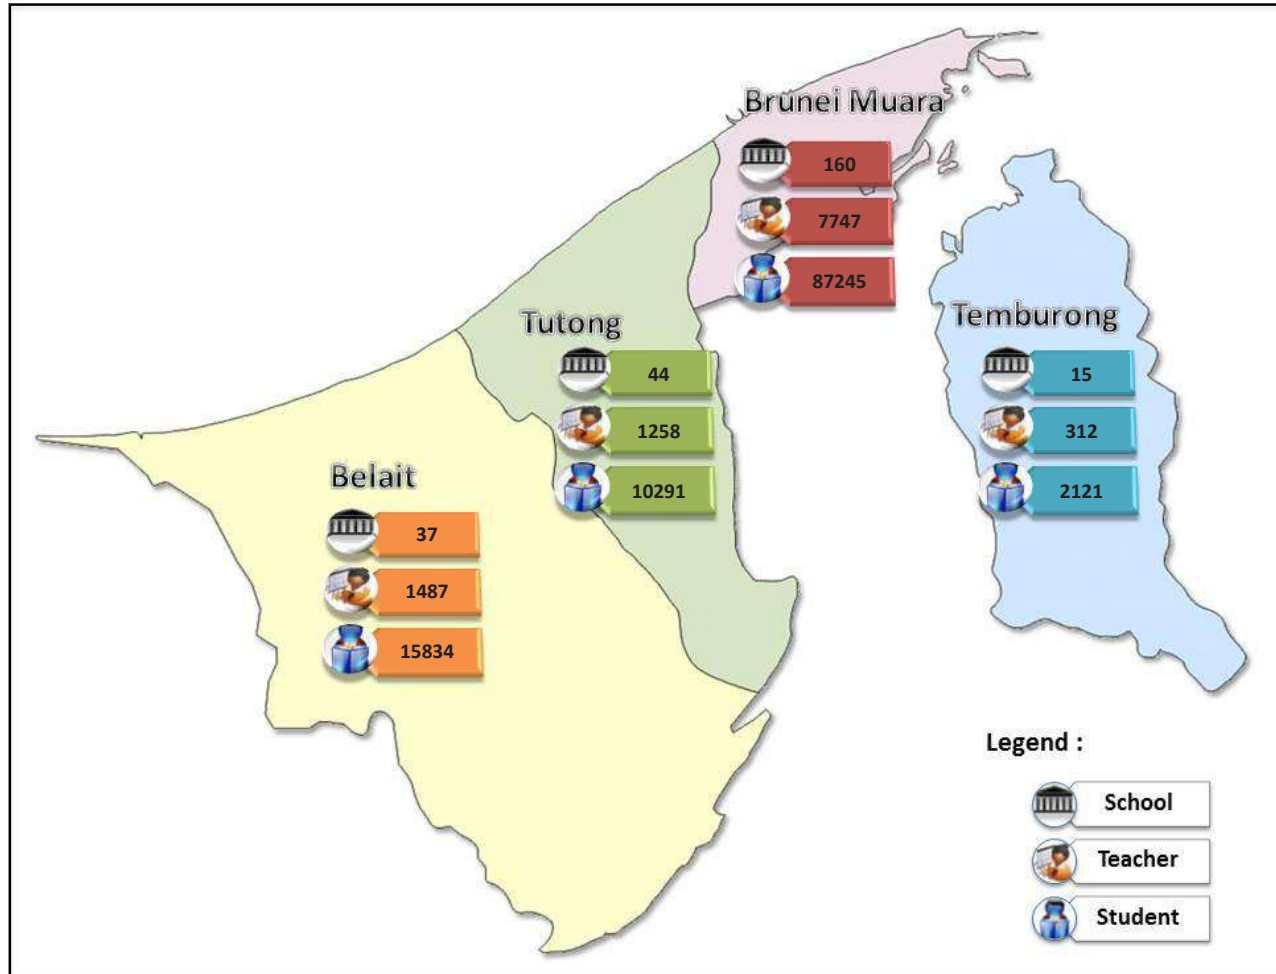 Brunei Muara
160
7747
87245
Tutong
44
1258
10291
Temburong
15
312
2121
Belait
37
1487
15834
Legend :
School
Teacher
Student